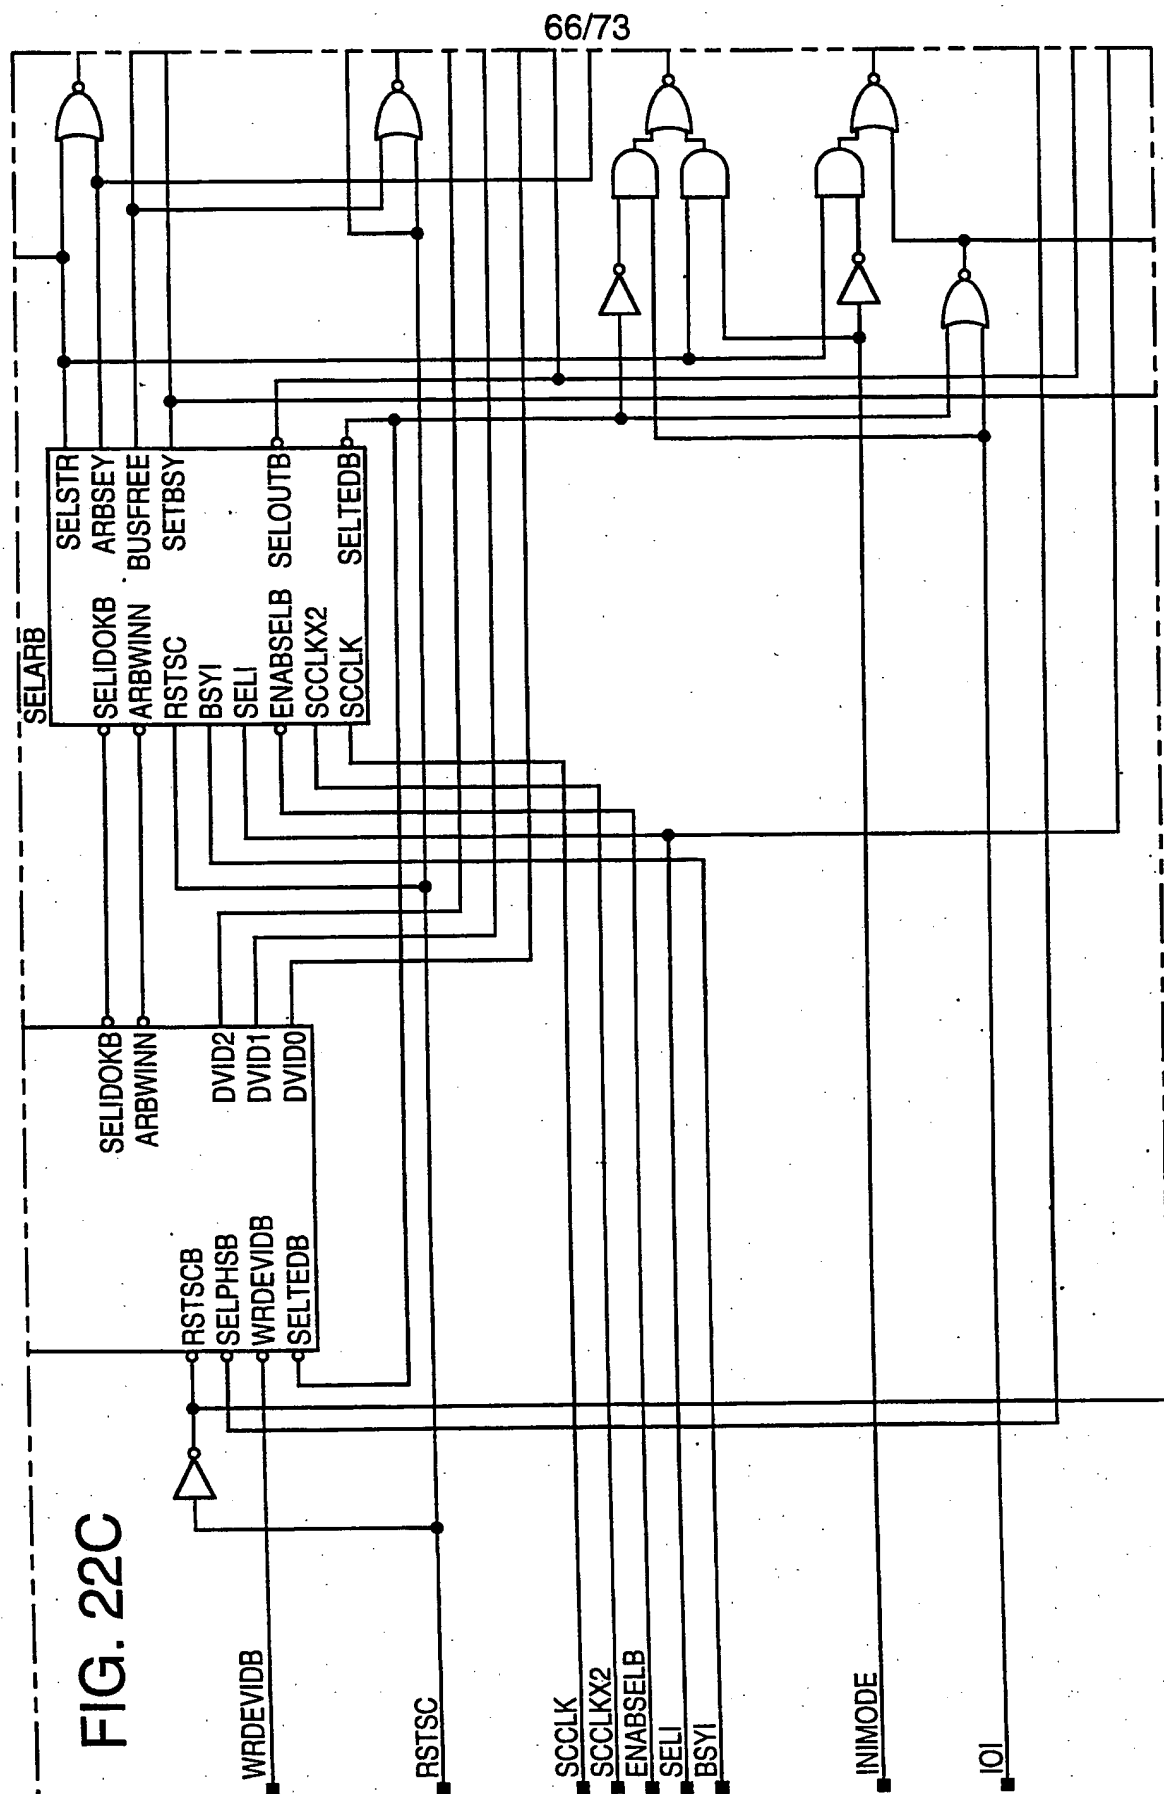 66/73
SELARB
SELSTR
ARBSEY
BUSFREE
SETBSY
SELOUTB
SELTEDB
SELIDOKB
ARBWINN
RSTSC
BSYI
SELI
ENABSELB
SCCLKX2
SCCLK
SELIDOKB
ARBWINN
DVID2
DVID1
DVID0
RSTSCB
SELPHSB
WRDEVIDB
SELTEDB
FIG. 22C
WRDEVIDB
RSTSC
SCCLK
SCCLKX2
ENABSELB
SELI
BSYI
INIMODE
IOI